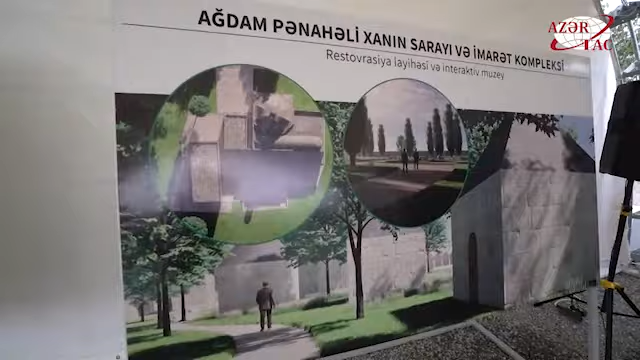 AĞDAM PƏNAHƏLİ XANIN SARAYI VƏ İMARƏT KOMPLEKSİ
Restovrasiya layihəsi və interaktiv muzey
AZƏR
TAC